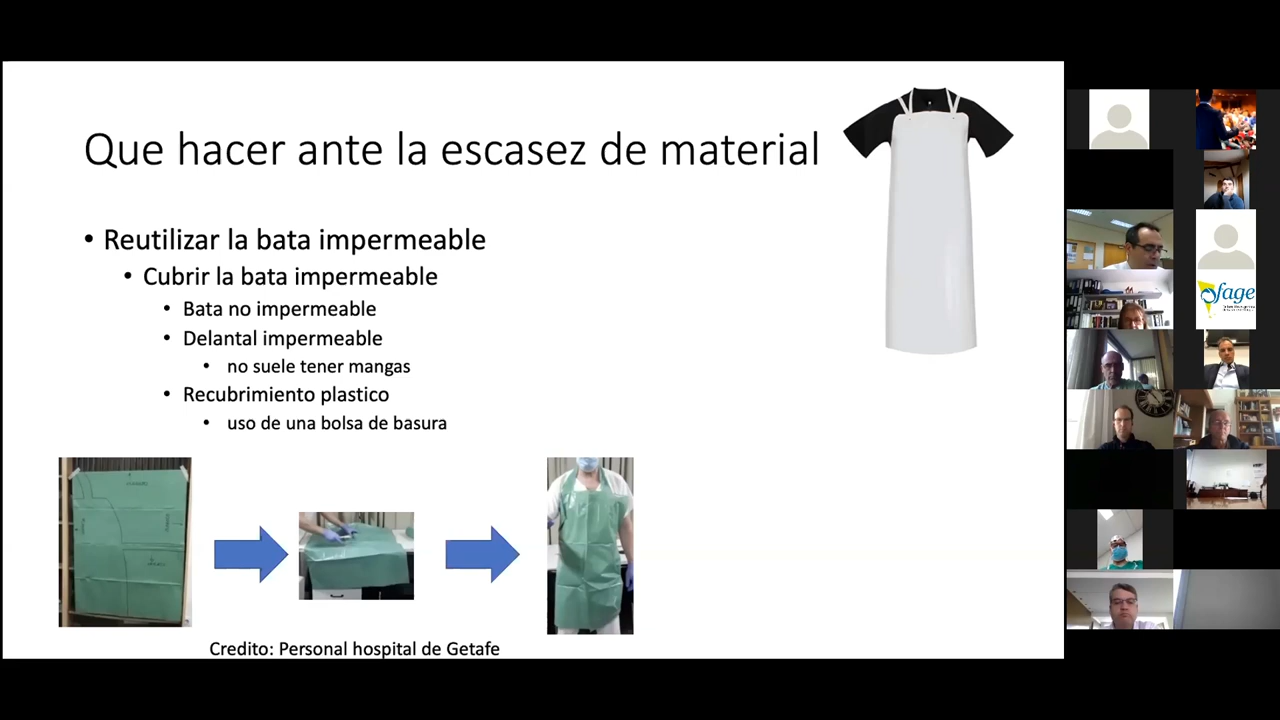 Que hacer ante la escasez de material
• Reutilizar la bata impermeable
• Cubrir la bata impermeable
• Bata no impermeable
• Delantal impermeable
• no suele tener mangas
• Recubrimiento plastico
• uso de una bolsa de basura
Credito: Personal hospital de Getafe
fage